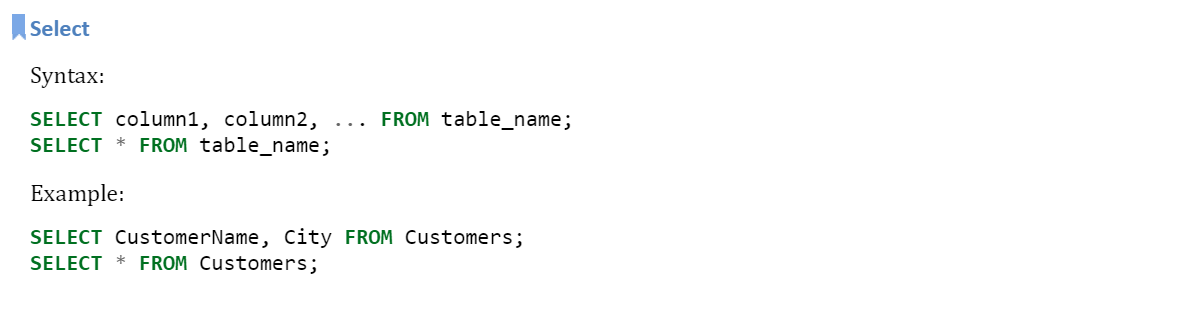 Select
Syntax:
SELECT column1, column2, ... FROM table_name;
SELECT * FROM table_name;
Example:
SELECT CustomerName, City FROM Customers;
SELECT * FROM Customers;